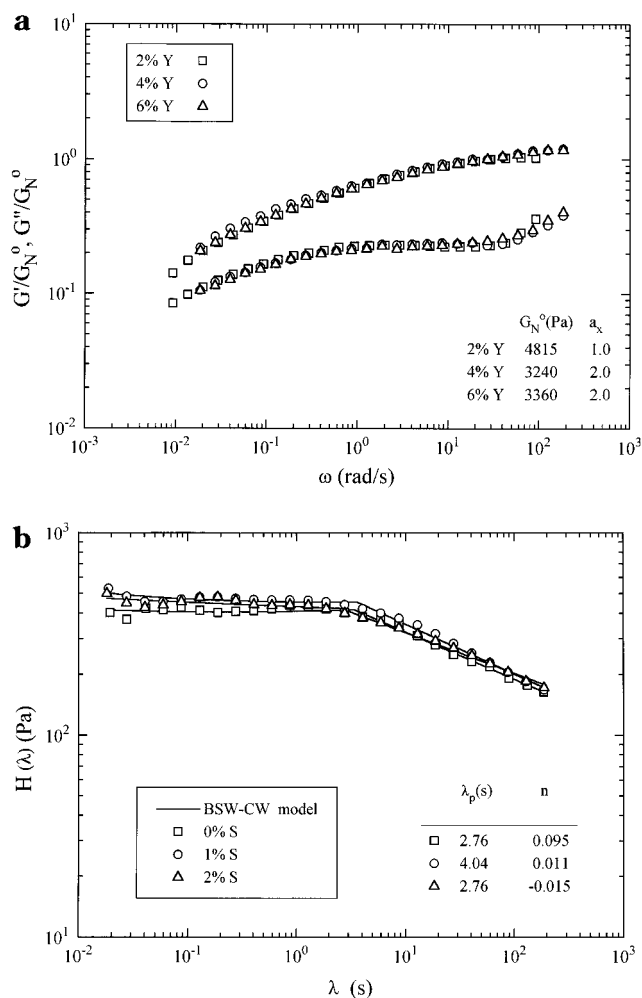 a
10^1
10^0
10^-1
10^-2
G'/G_N^o, G''/G_N^o
2% Y □
4% Y ○
6% Y △
G_N^o(Pa) a_x
2% Y 4815 1.0
4% Y 3240 2.0
6% Y 3360 2.0
10^-3 10^-2 10^-1 10^0 10^1 10^2 10^3
ω (rad/s)
b
10^3
10^2
10^1
H (λ) (Pa)
BSW-CW model
□ 0% S
○ 1% S
△ 2% S
λ_p(s) n
□ 2.76 0.095
○ 4.04 0.011
△ 2.76 -0.015
10^-2 10^-1 10^0 10^1 10^2 10^3
λ (s)